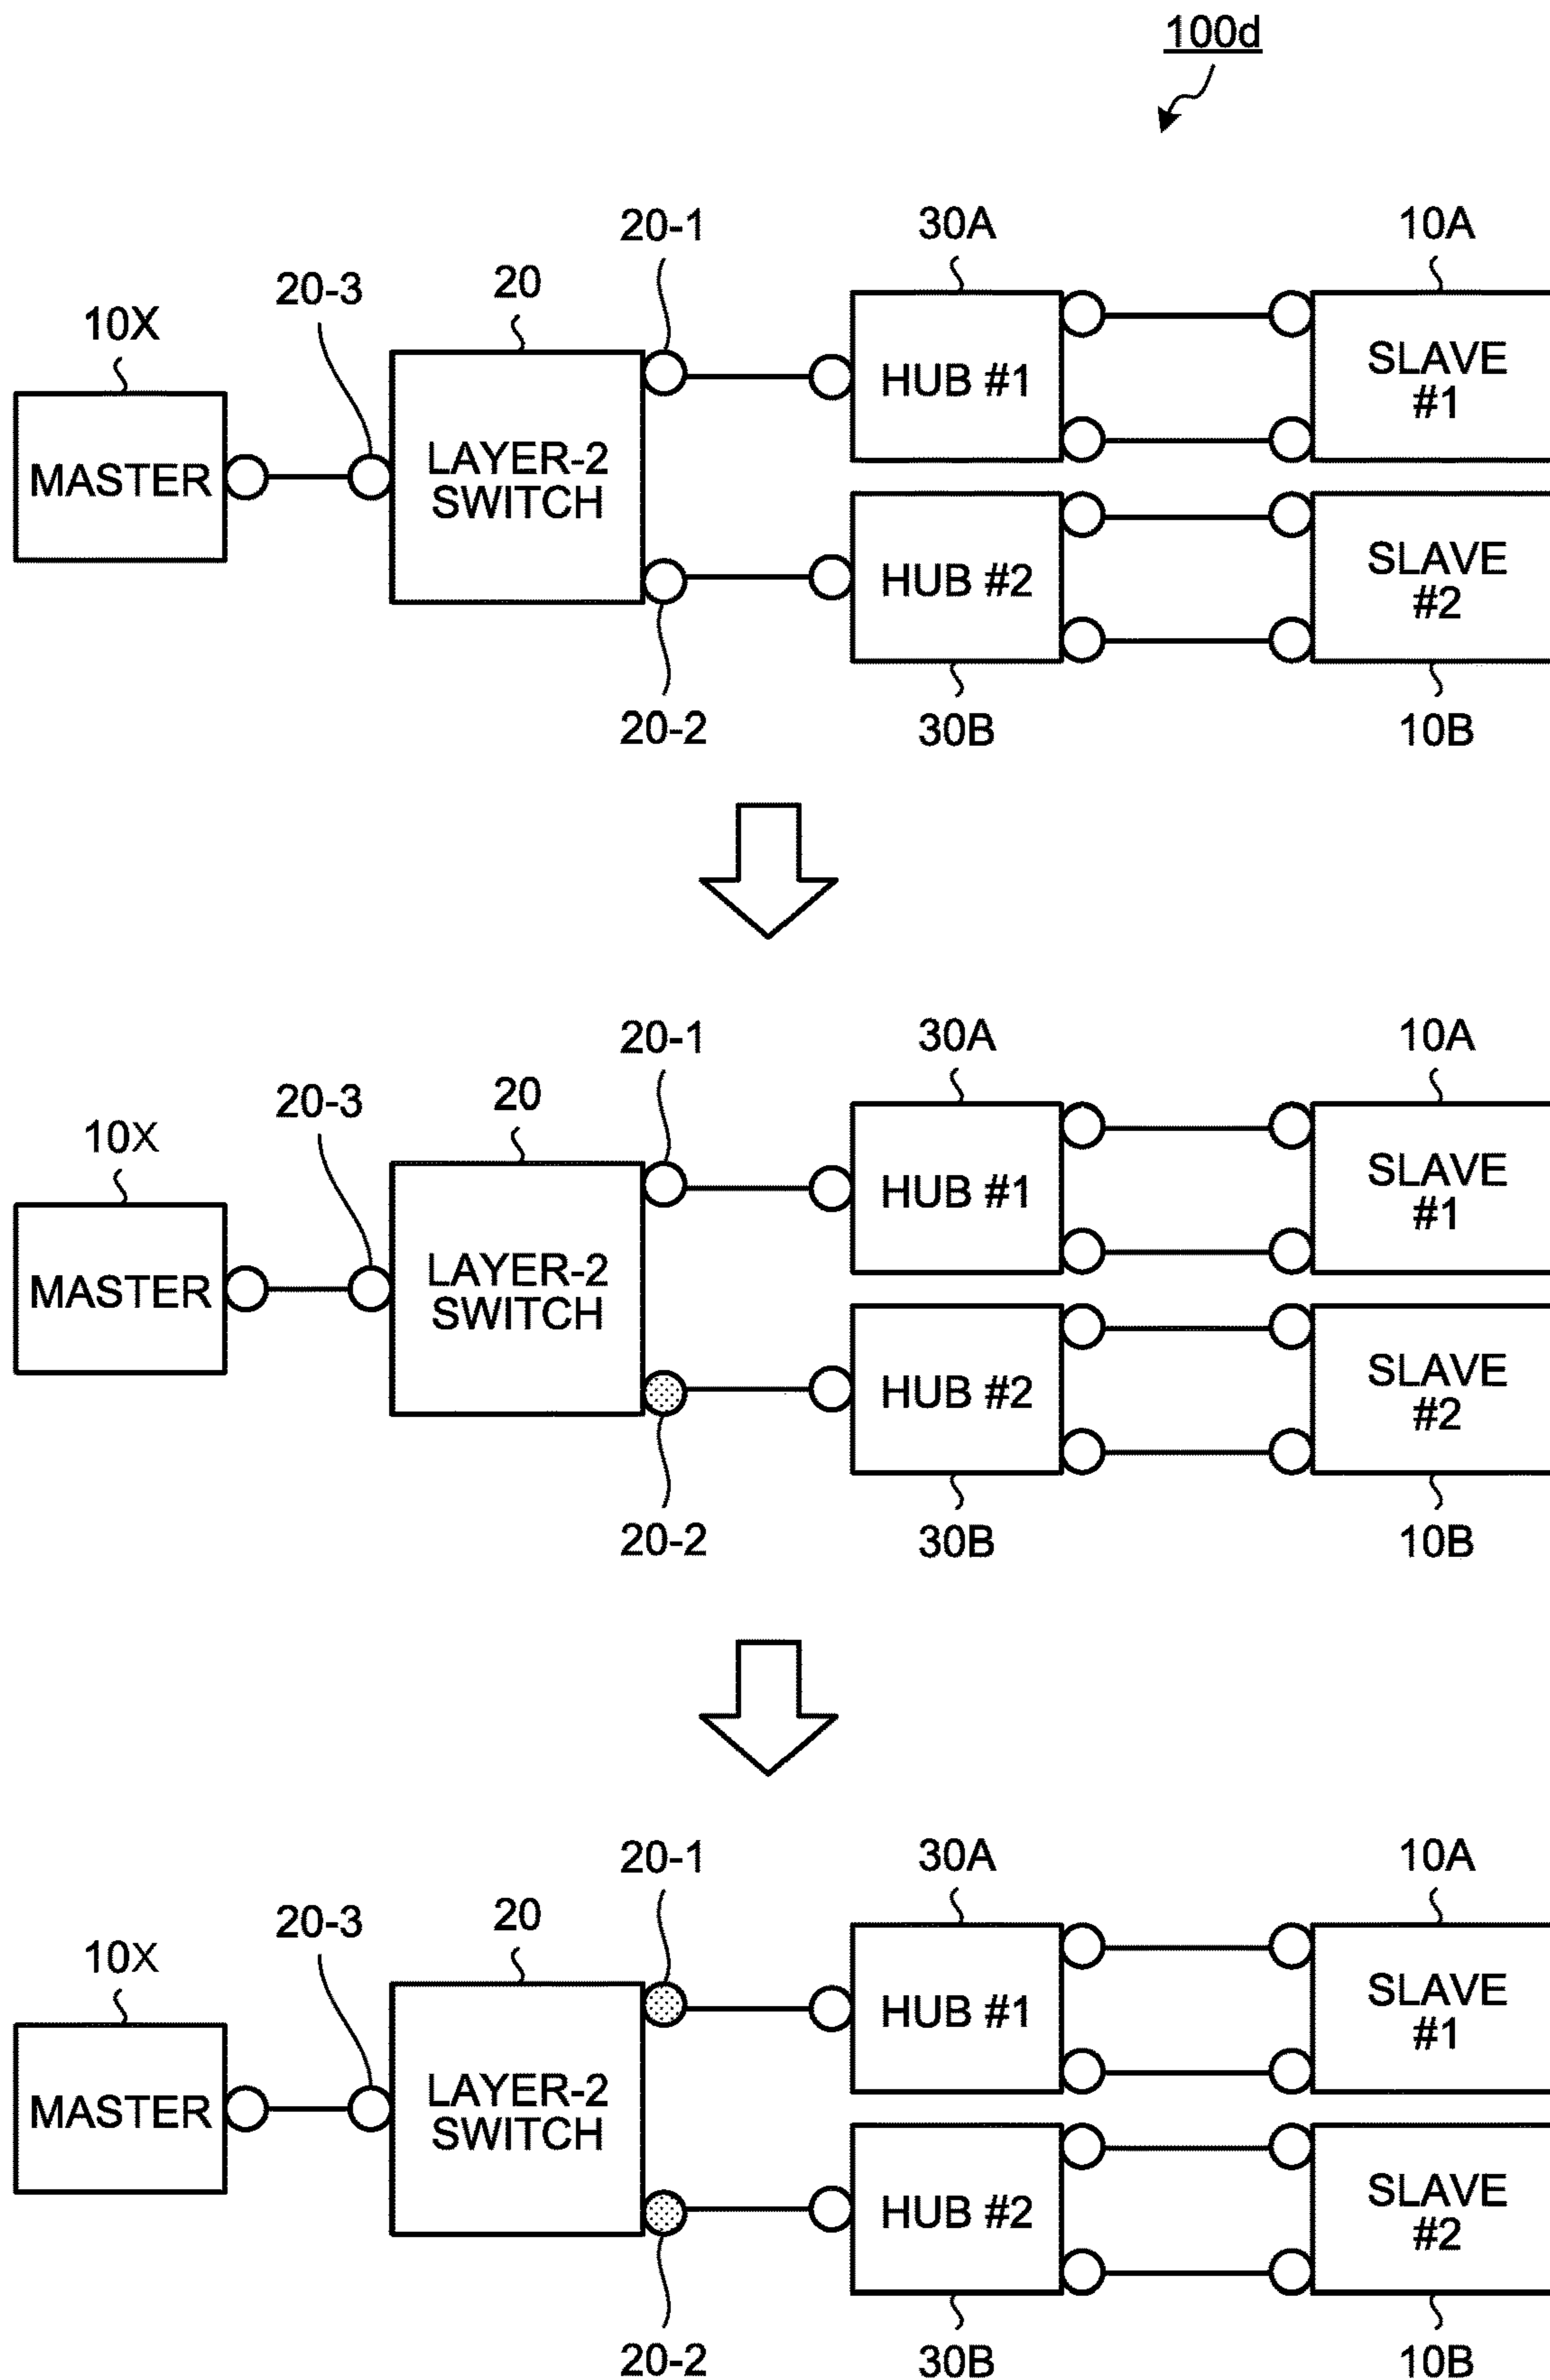 100d
20-1
30A
10A
20-3
20
10X
MASTER
LAYER-2
SWITCH
HUB #1
SLAVE
#1
HUB #2
SLAVE
#2
20-2
30B
10B
20-1
30A
10A
20-3
20
10X
MASTER
LAYER-2
SWITCH
HUB #1
SLAVE
#1
HUB #2
SLAVE
#2
20-2
30B
10B
20-1
30A
10A
20-3
20
10X
MASTER
LAYER-2
SWITCH
HUB #1
SLAVE
#1
HUB #2
SLAVE
#2
20-2
30B
10B